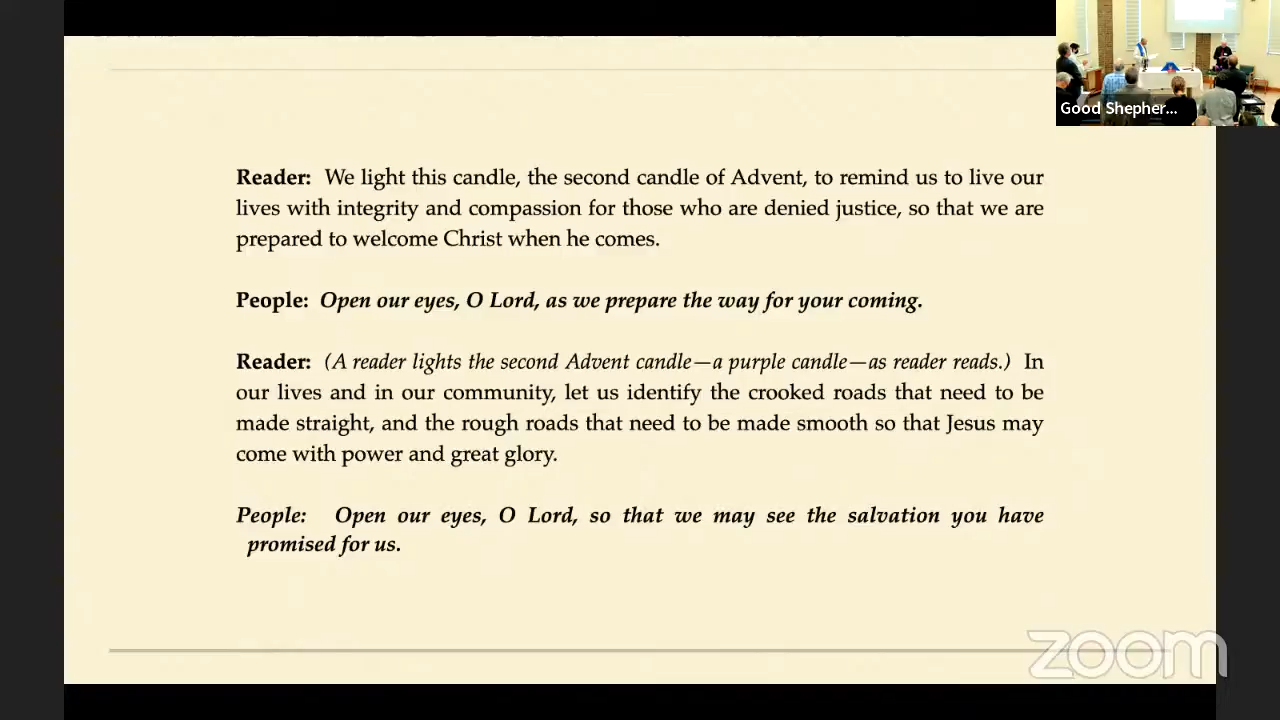 Good Shepher...
Reader: We light this candle, the second candle of Advent, to remind us to live our
lives with integrity and compassion for those who are denied justice, so that we are
prepared to welcome Christ when he comes.
People: Open our eyes, O Lord, as we prepare the way for your coming.
Reader: (A reader lights the second Advent candle—a purple candle—as reader reads.) In
our lives and in our community, let us identify the crooked roads that need to be
made straight, and the rough roads that need to be made smooth so that Jesus may
come with power and great glory.
People: Open our eyes, O Lord, so that we may see the salvation you have
promised for us.
zoom